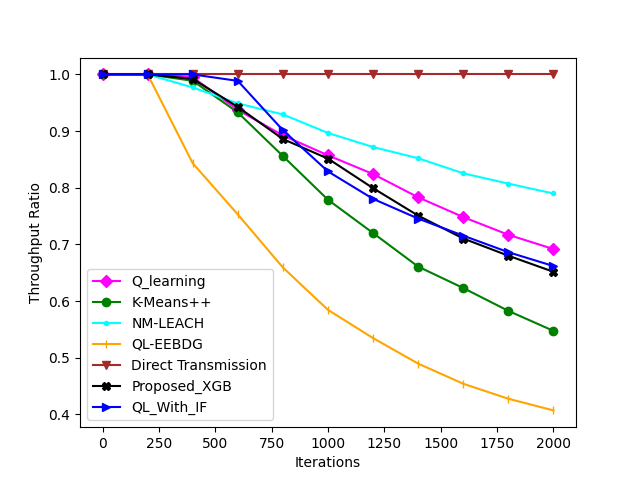 1.0
0.9
0.8
0.7
0.6
0.5
0.4
Throughput Ratio
Q_learning
K-Means++
NM-LEACH
QL-EEBDG
Direct Transmission
Proposed_XGB
QL_With_IF
0 250 500 750 1000 1250 1500 1750 2000
Iterations